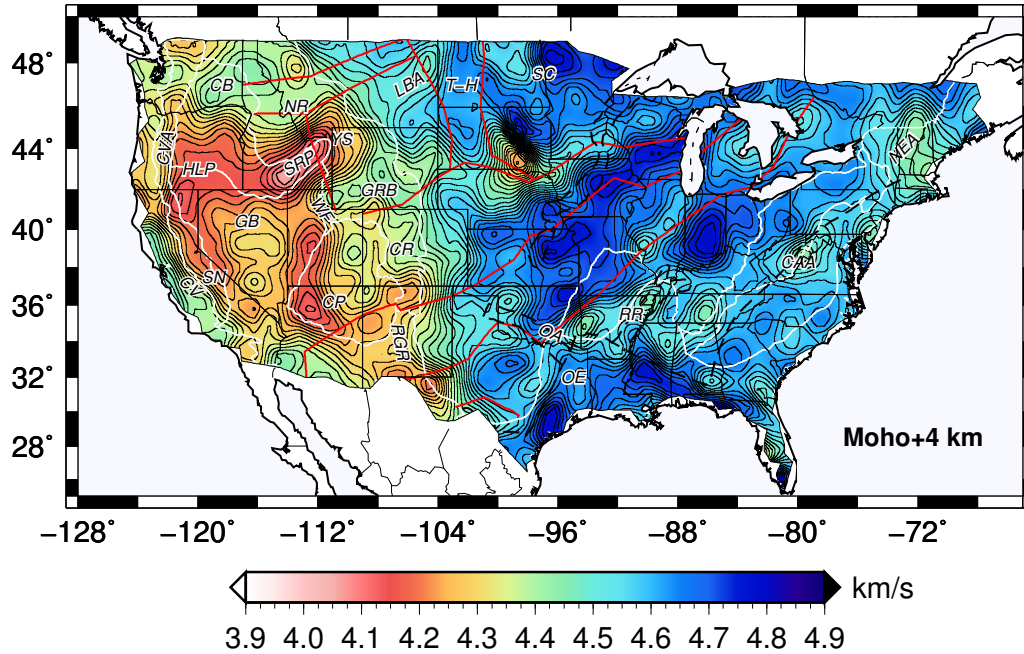 48°
44°
40°
36°
32°
28°
CB
NR
LBA
T-H
SC
CVA
HLP
SRP
YS
GRB
WF
GB
CR
SN
GV
CP
RGR
OA
RR
OE
CAA
NEA
Moho+4 km
−128° −120° −112° −104° −96° −88° −80° −72°
km/s
3.9 4.0 4.1 4.2 4.3 4.4 4.5 4.6 4.7 4.8 4.9